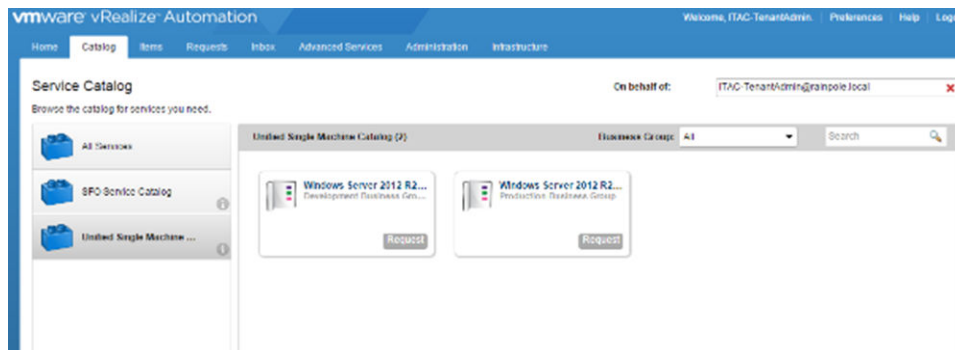 vmware vRealize Automation
Welcome, ITAC-TenantAdmin. Preferences Help Log
Home Catalog Items Requests Inbox Advanced Services Administration Infrastructure
Service Catalog
On behalf of: ITAC-TenantAdmin@rainpole.local
Browse the catalog for services you need.
All Services
Unified Single Machine Catalog (2)
Business Group: All
Search
SFO Service Catalog
Windows Server 2012 R2...
Development Business Gro...
Request
Windows Server 2012 R2...
Production Business Group
Request
Unified Single Machine ...